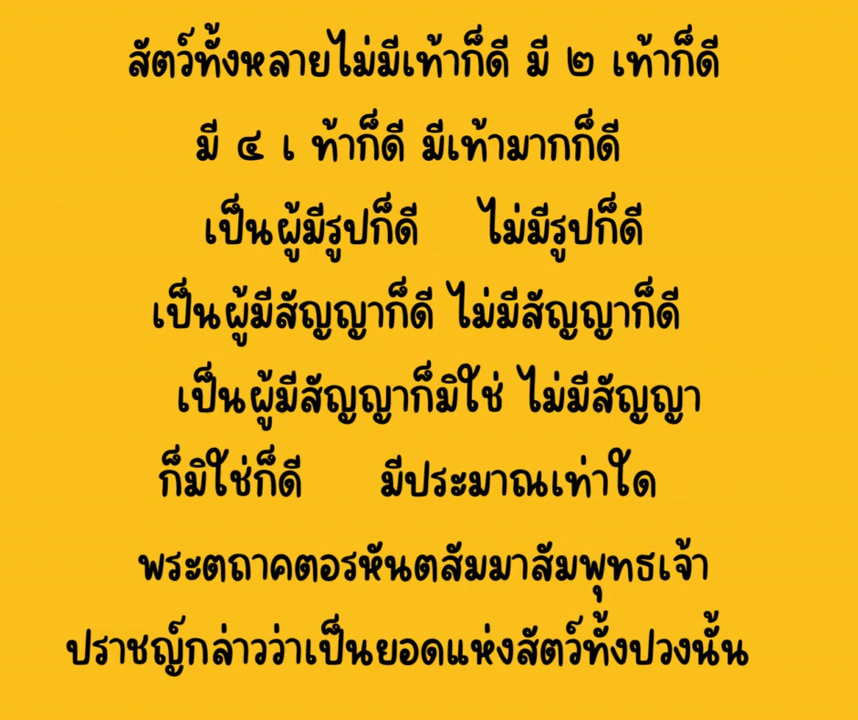 สัตว์ทั้งหลายไม่มีเท้าก็ดี มี ๒ เท้าก็ดี
มี ๔ เ ท้าก็ดี มีเท้ามากก็ดี
เป็นผู้มีรูปก็ดี ไม่มีรูปก็ดี
เป็นผู้มีสัญญาก็ดี ไม่มีสัญญาก็ดี
เป็นผู้มีสัญญาก็มิใช่ ไม่มีสัญญา
ก็มิใช่ก็ดี มีประมาณเท่าใด
พระตถาคตอรหันตสัมมาสัมพุทธเจ้า
ปราชญ์กล่าวว่าเป็นยอดแห่งสัตว์ทั้งปวงนั้น